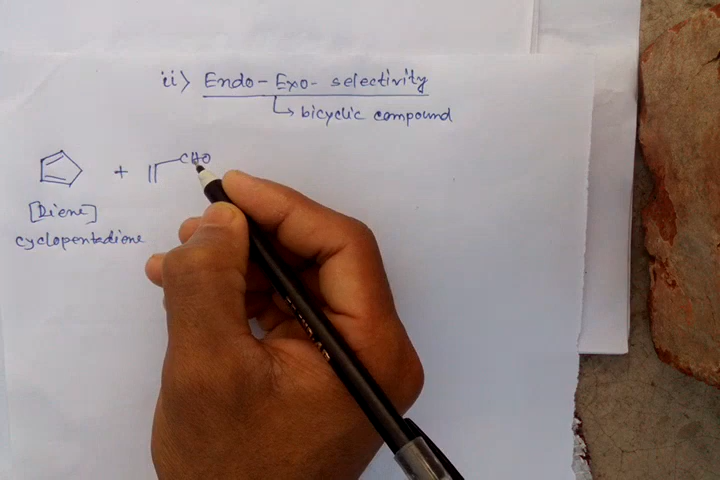 ii) Endo-Exo-selectivity
↳ bicyclic compound
+ CHO
[Diene]
cyclopentadiene